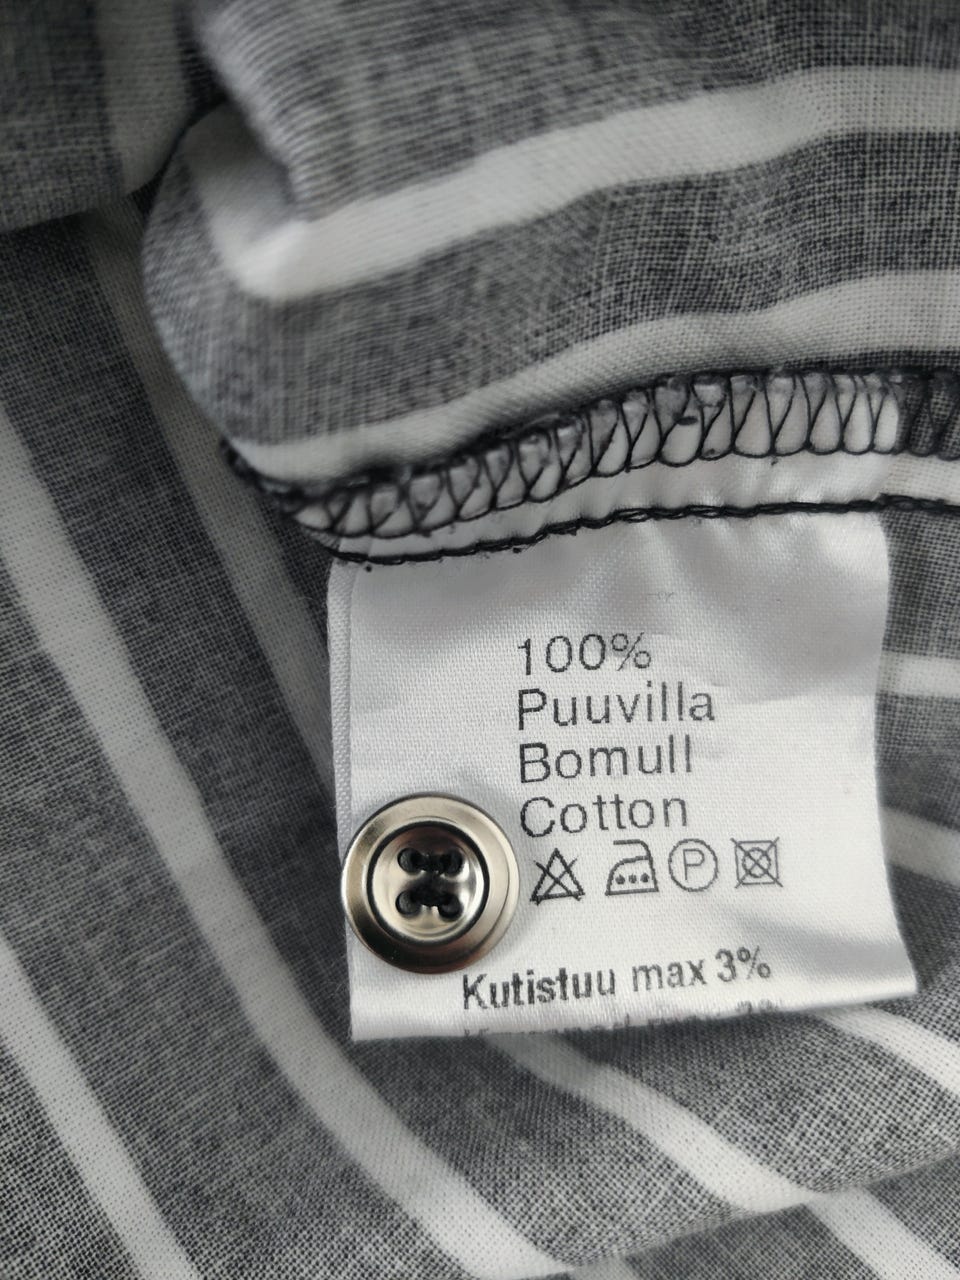 100%
Puuvilla
Bomull
Cotton
P
Kutistuu max 3%